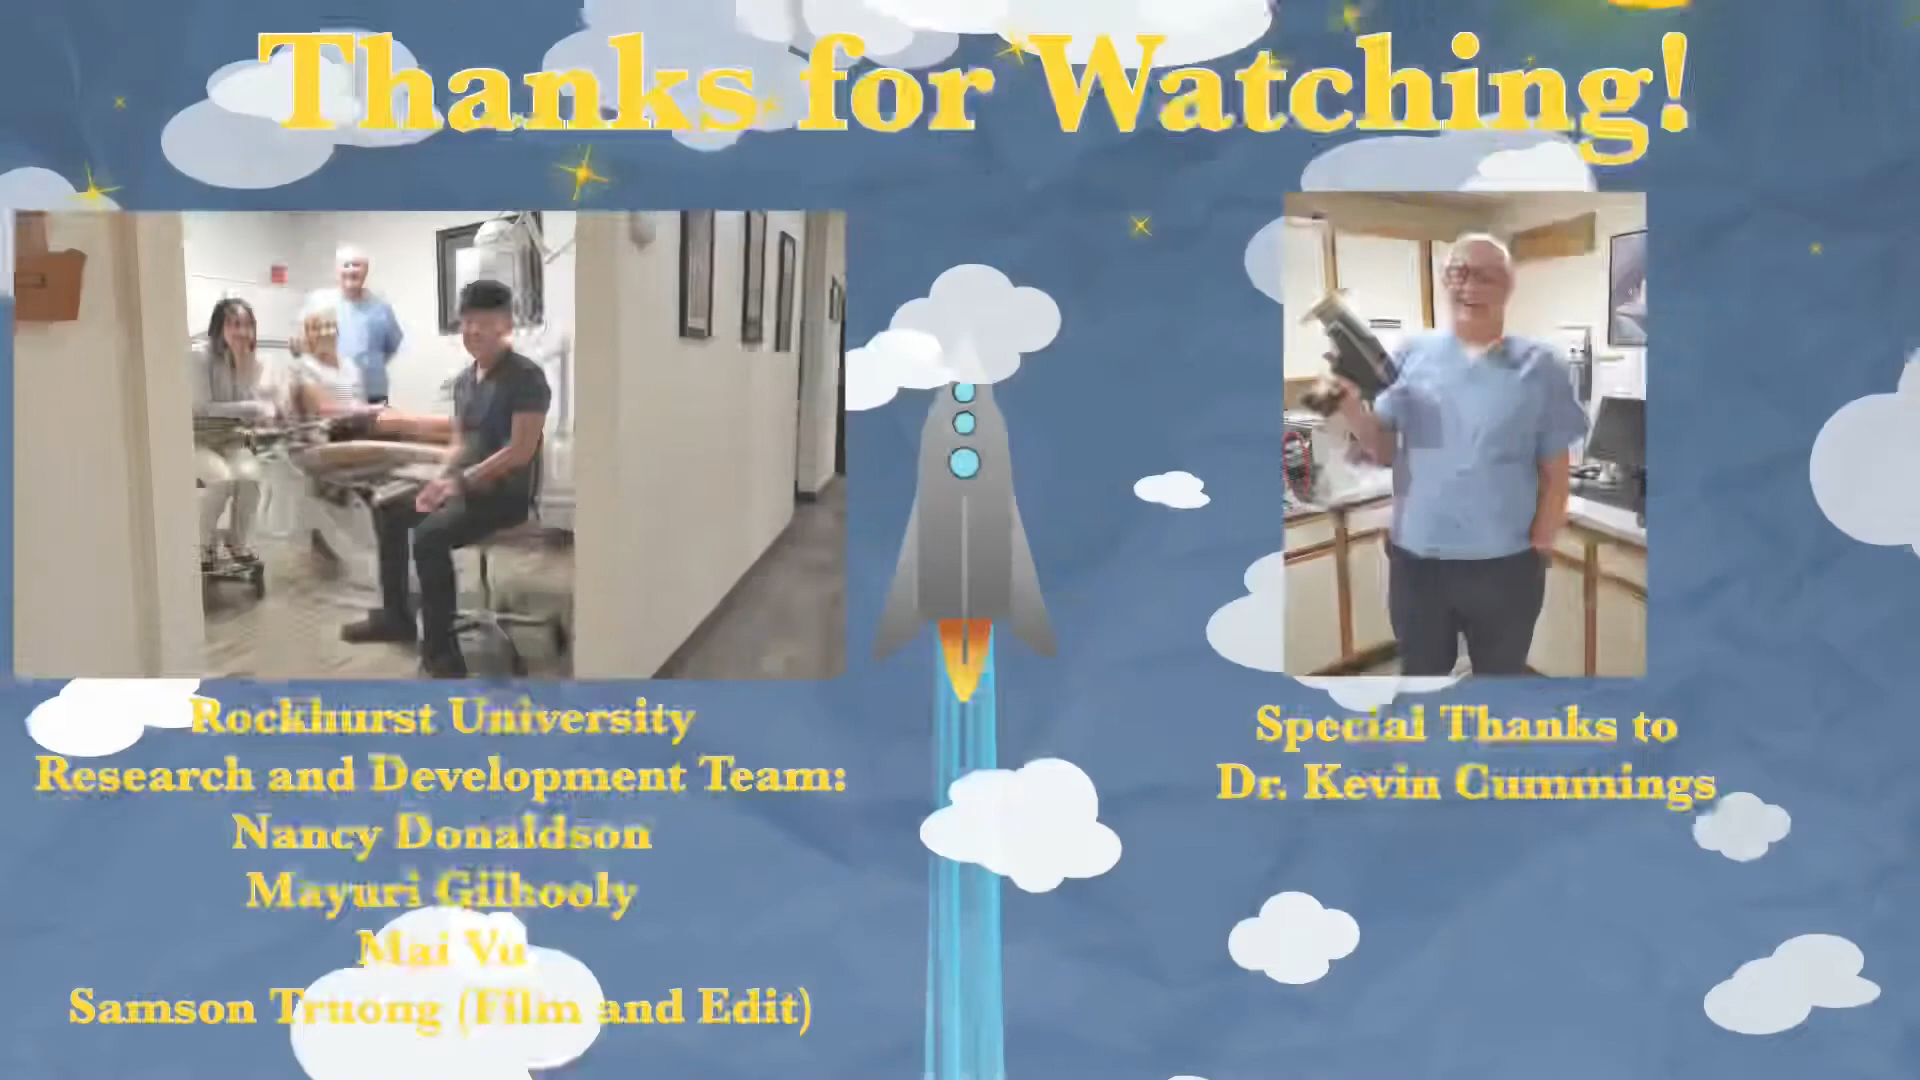 Thanks for Watching!
Rockhurst University
Research and Development Team:
Nancy Donaldson
Mayuri Gilhooly
Mai Vu
Samson Truong (Film and Edit)
Special Thanks to
Dr. Kevin Cummings